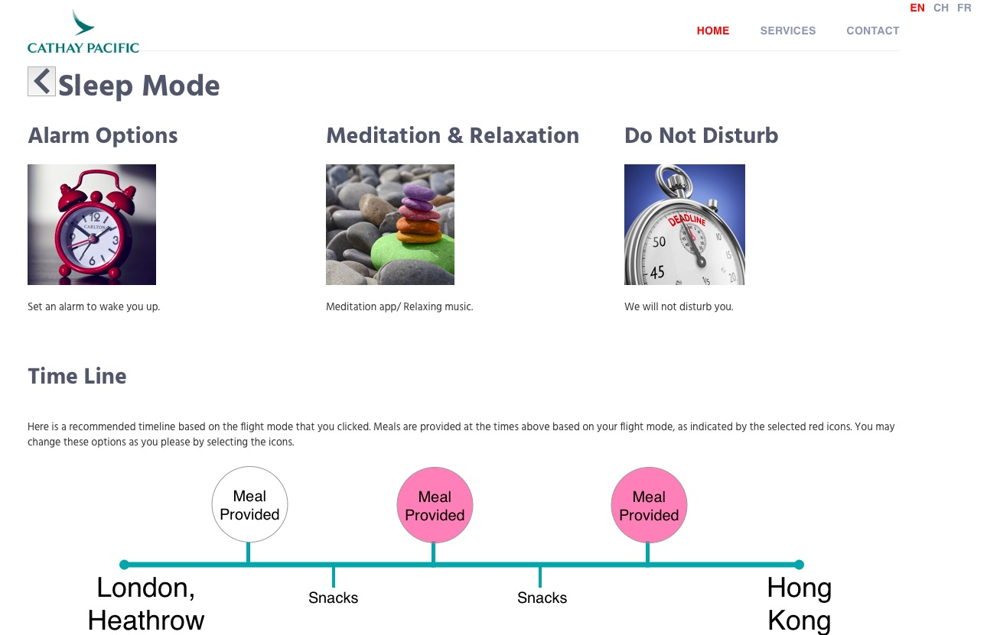 EN CH FR
CATHAY PACIFIC
HOME SERVICES CONTACT
Sleep Mode
Alarm Options
Meditation & Relaxation
Do Not Disturb
12
CARLTON
9
3
6
DEADLINE
50
45
10
15
20
1/5
Set an alarm to wake you up.
Meditation app/ Relaxing music.
We will not disturb you.
Time Line
Here is a recommended timeline based on the flight mode that you clicked. Meals are provided at the times above based on your flight mode, as indicated by the selected red icons. You may
change these options as you please by selecting the icons.
Meal
Provided
Meal
Provided
Meal
Provided
Snacks
Snacks
London,
Heathrow
Hong
Kong